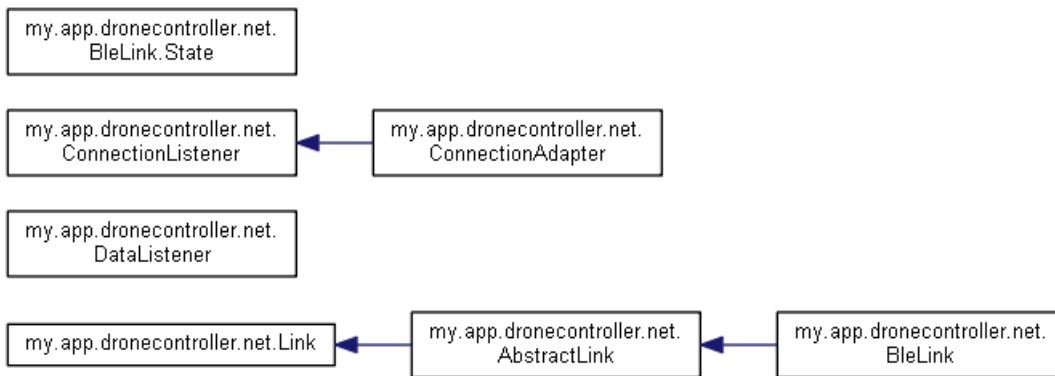 my.app.dronecontroller.net.
BleLink.State
my.app.dronecontroller.net.
ConnectionListener
my.app.dronecontroller.net.
ConnectionAdapter
my.app.dronecontroller.net.
DataListener
my.app.dronecontroller.net.Link
my.app.dronecontroller.net.
AbstractLink
my.app.dronecontroller.net.
BleLink